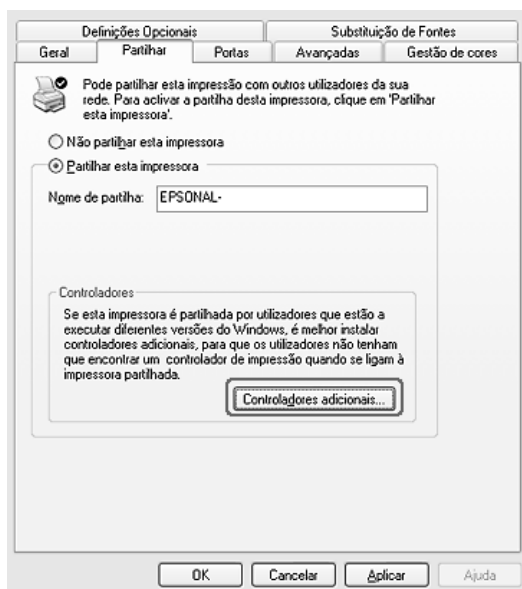 Definições Opcionais
Substituição de Fontes
Geral
Partilhar
Portas
Avançadas
Gestão de cores
Pode partilhar esta impressão com outros utilizadores da sua
rede. Para activar a partilha desta impressora, clique em 'Partilhar
esta impressora'.
Não partilhar esta impressora
Partilhar esta impressora
Nome de partilha: EPSONAL-
Controladores
Se esta impressora é partilhada por utilizadores que estão a
executar diferentes versões do Windows, é melhor instalar
controladores adicionais, para que os utilizadores não tenham
que encontrar um controlador de impressão quando se ligam à
impressora partilhada.
Controladores adicionais...
OK
Cancelar
Aplicar
Ajuda